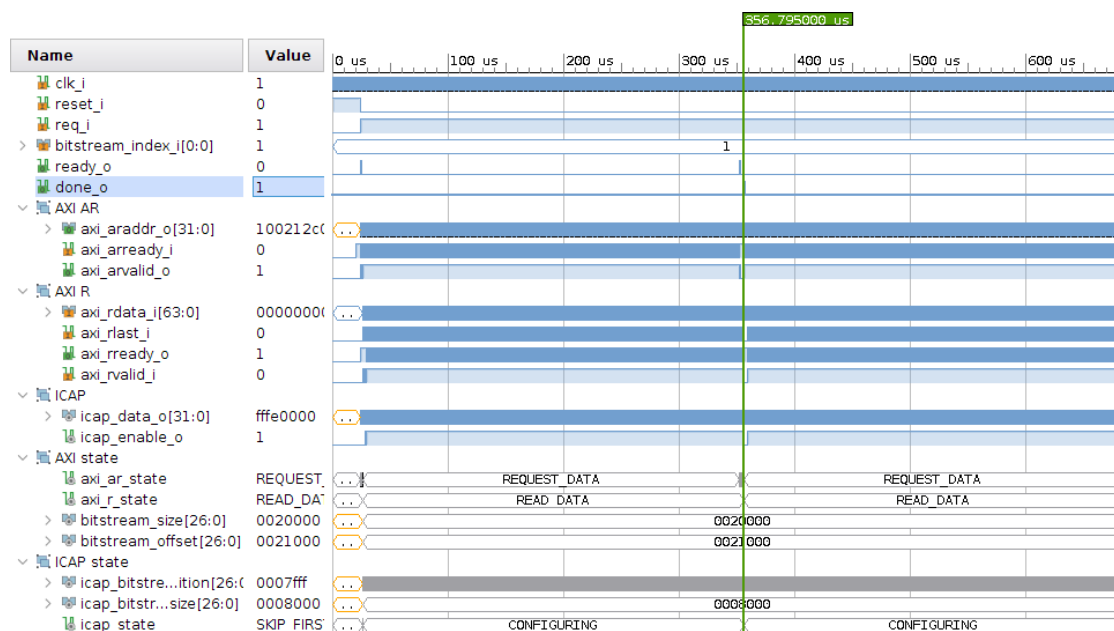 356.795000 us
Name Value 0 us 100 us 200 us 300 us 400 us 500 us 600 us
clk_i 1
reset_i 0
req_i 1
bitstream_index_i[0:0] 1 1
ready_o 0
done_o 1
AXI AR
axi_araddr_o[31:0] 100212c0 ..
axi_arready_i 0
axi_arvalid_o 1
AXI R
axi_rdata_i[63:0] 00000000 ..
axi_rlast_i 0
axi_rready_o 1
axi_rvalid_i 0
ICAP
icap_data_o[31:0] fffe0000 ..
icap_enable_o 1
AXI state
axi_ar_state REQUEST_ .. REQUEST_DATA REQUEST_DATA
axi_r_state READ_DA .. READ_DATA READ_DATA
bitstream_size[26:0] 0020000 .. 0020000
bitstream_offset[26:0] 0021000 .. 0021000
ICAP state
icap_bitstre...ition[26:0 0007fff ..
icap_bitstr...size[26:0] 0008000 .. 0008000
icap_state SKIP_FIRS .. CONFIGURING CONFIGURING